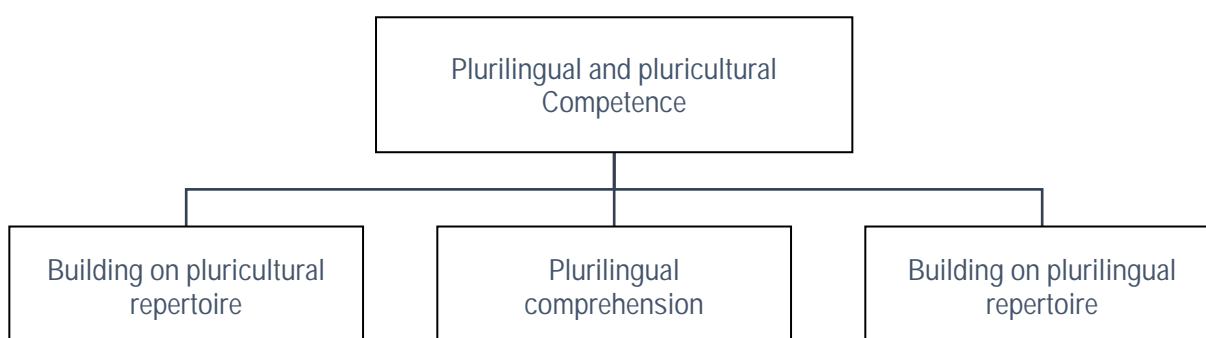 Plurilingual and pluricultural
Competence
Building on pluricultural
repertoire
Plurilingual
comprehension
Building on plurilingual
repertoire